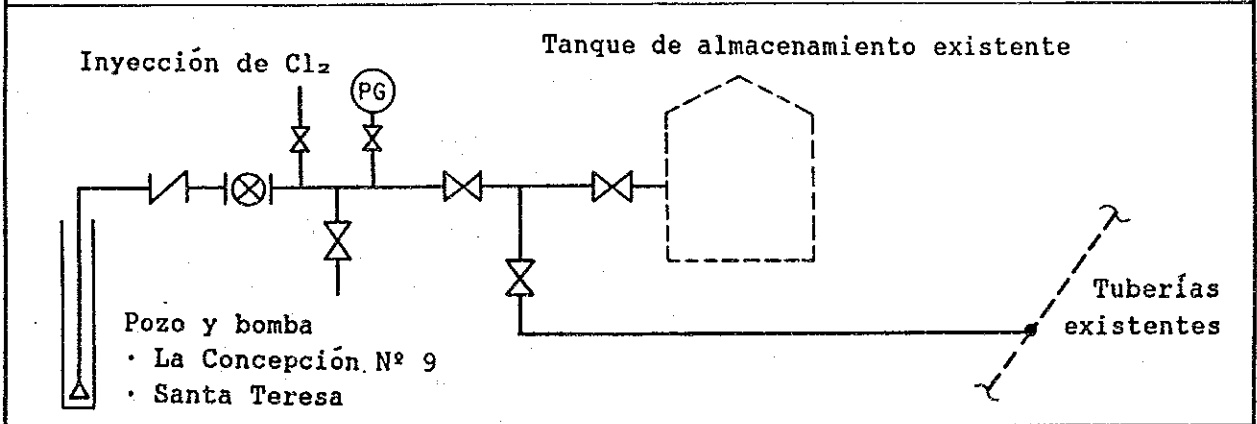 Tanque de almacenamiento existente
Inyección de Cl₂
PG
Tuberías
existentes
Pozo y bomba
· La Concepción Nº 9
· Santa Teresa